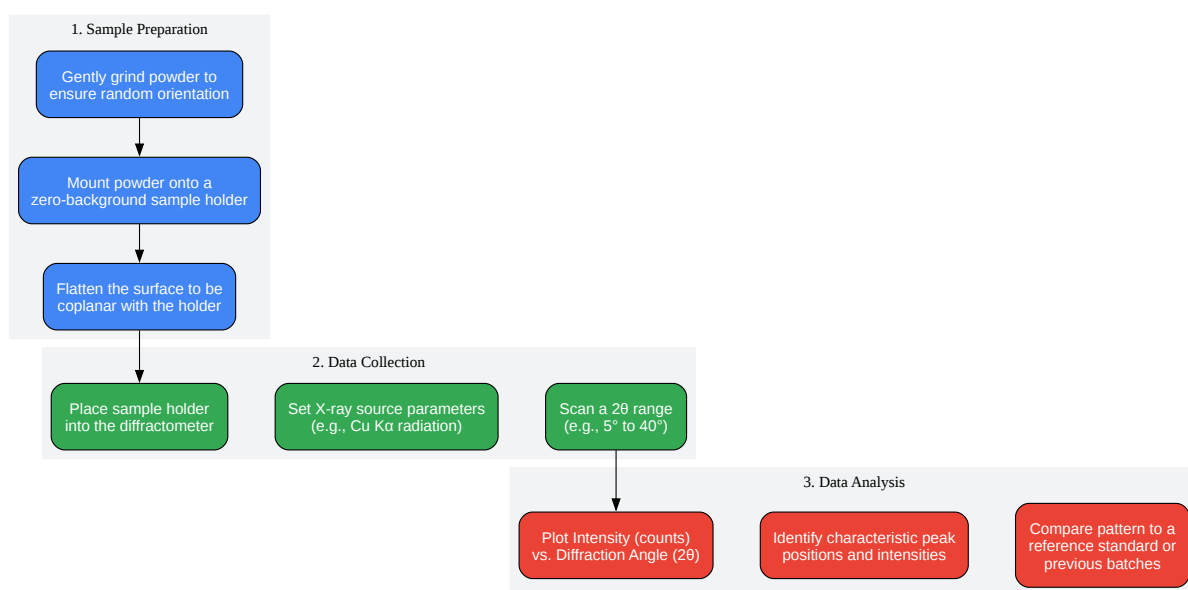 1. Sample Preparation
Gently grind powder to
ensure random orientation
Mount powder onto a
zero-background sample holder
Flatten the surface to be
coplanar with the holder
2. Data Collection
Place sample holder
into the diffractometer
Set X-ray source parameters
(e.g., Cu Kα radiation)
Scan a 2θ range
(e.g., 5° to 40°)
3. Data Analysis
Plot Intensity (counts)
vs. Diffraction Angle (2θ)
Identify characteristic peak
positions and intensities
Compare pattern to a
reference standard or
previous batches